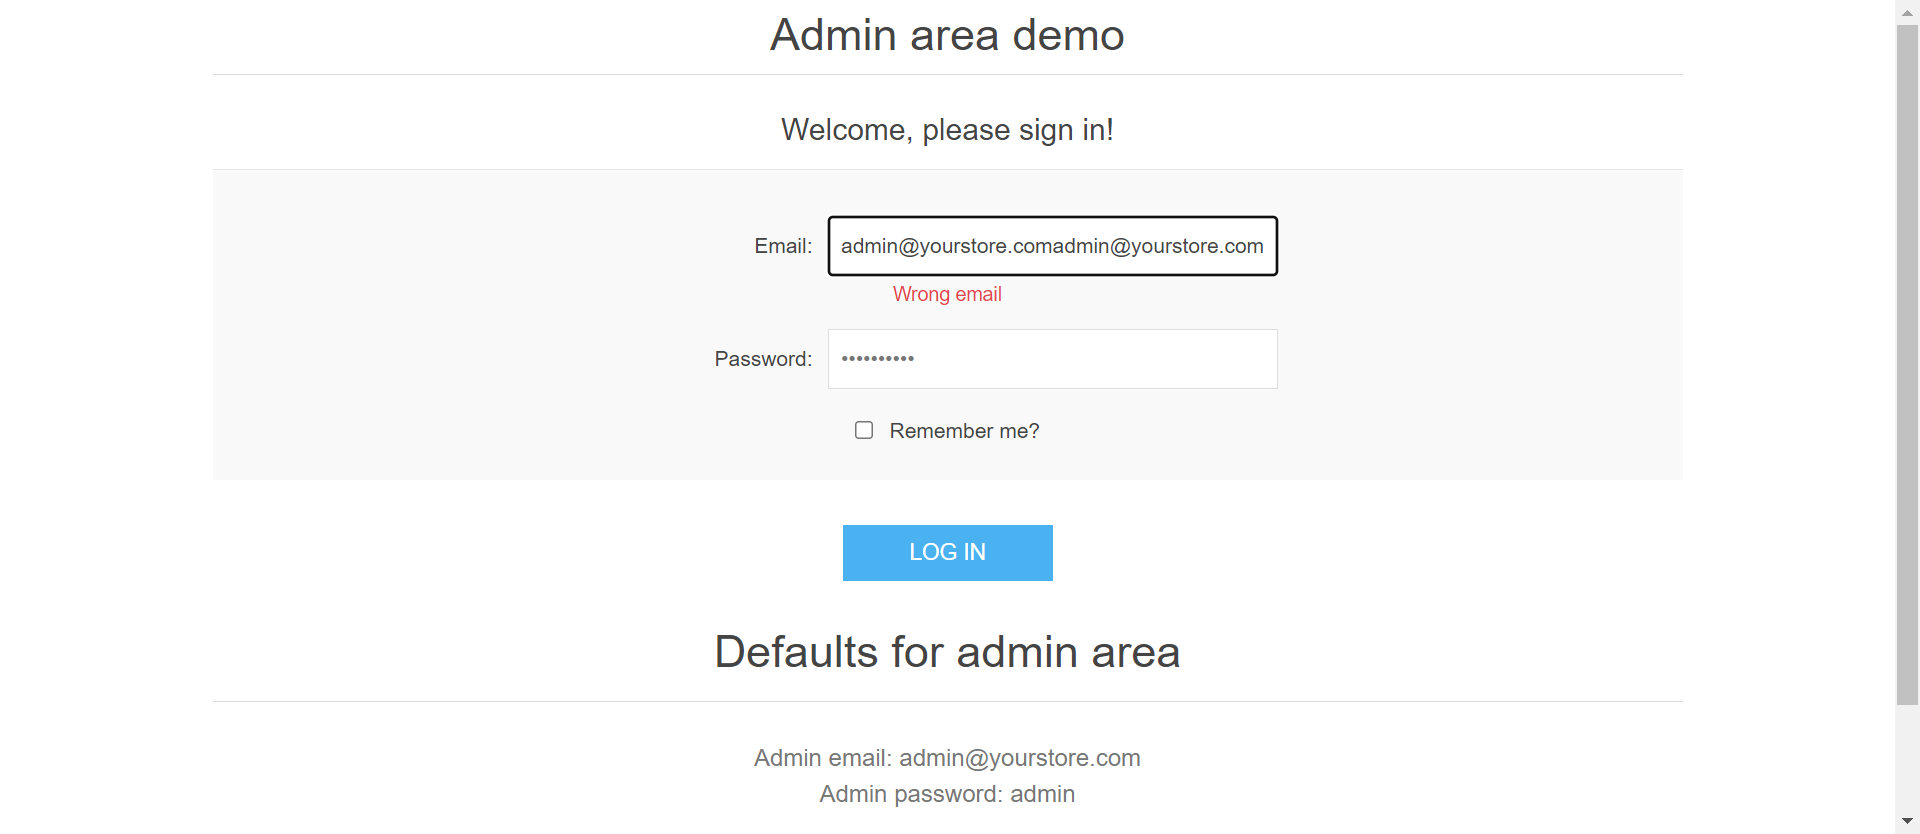 Admin area demo
Welcome, please sign in!
Email: admin@yourstore.comadmin@yourstore.com
Wrong email
Password: ••••••••••
Remember me?
LOG IN
Defaults for admin area
Admin email: admin@yourstore.com
Admin password: admin